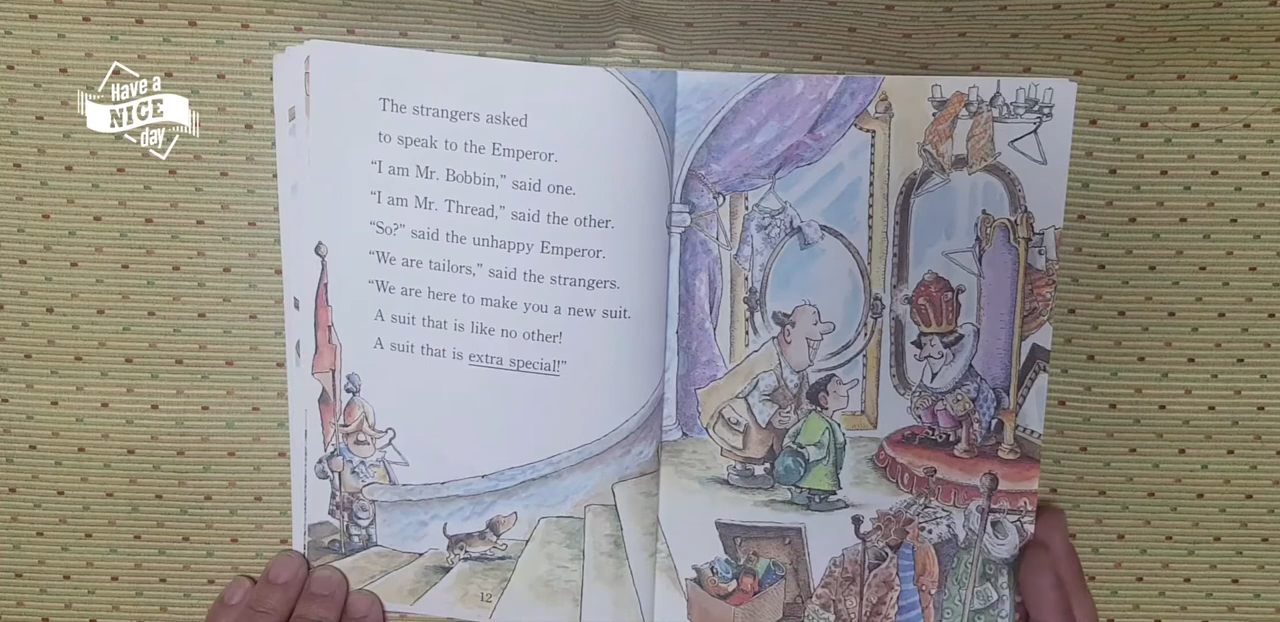 Have a
NICE
day
The strangers asked
to speak to the Emperor.
“I am Mr. Bobbin,” said one.
“I am Mr. Thread,” said the other.
“So?” said the unhappy Emperor.
“We are tailors,” said the strangers.
“We are here to make you a new suit.
A suit that is like no other!
A suit that is extra special!”
12